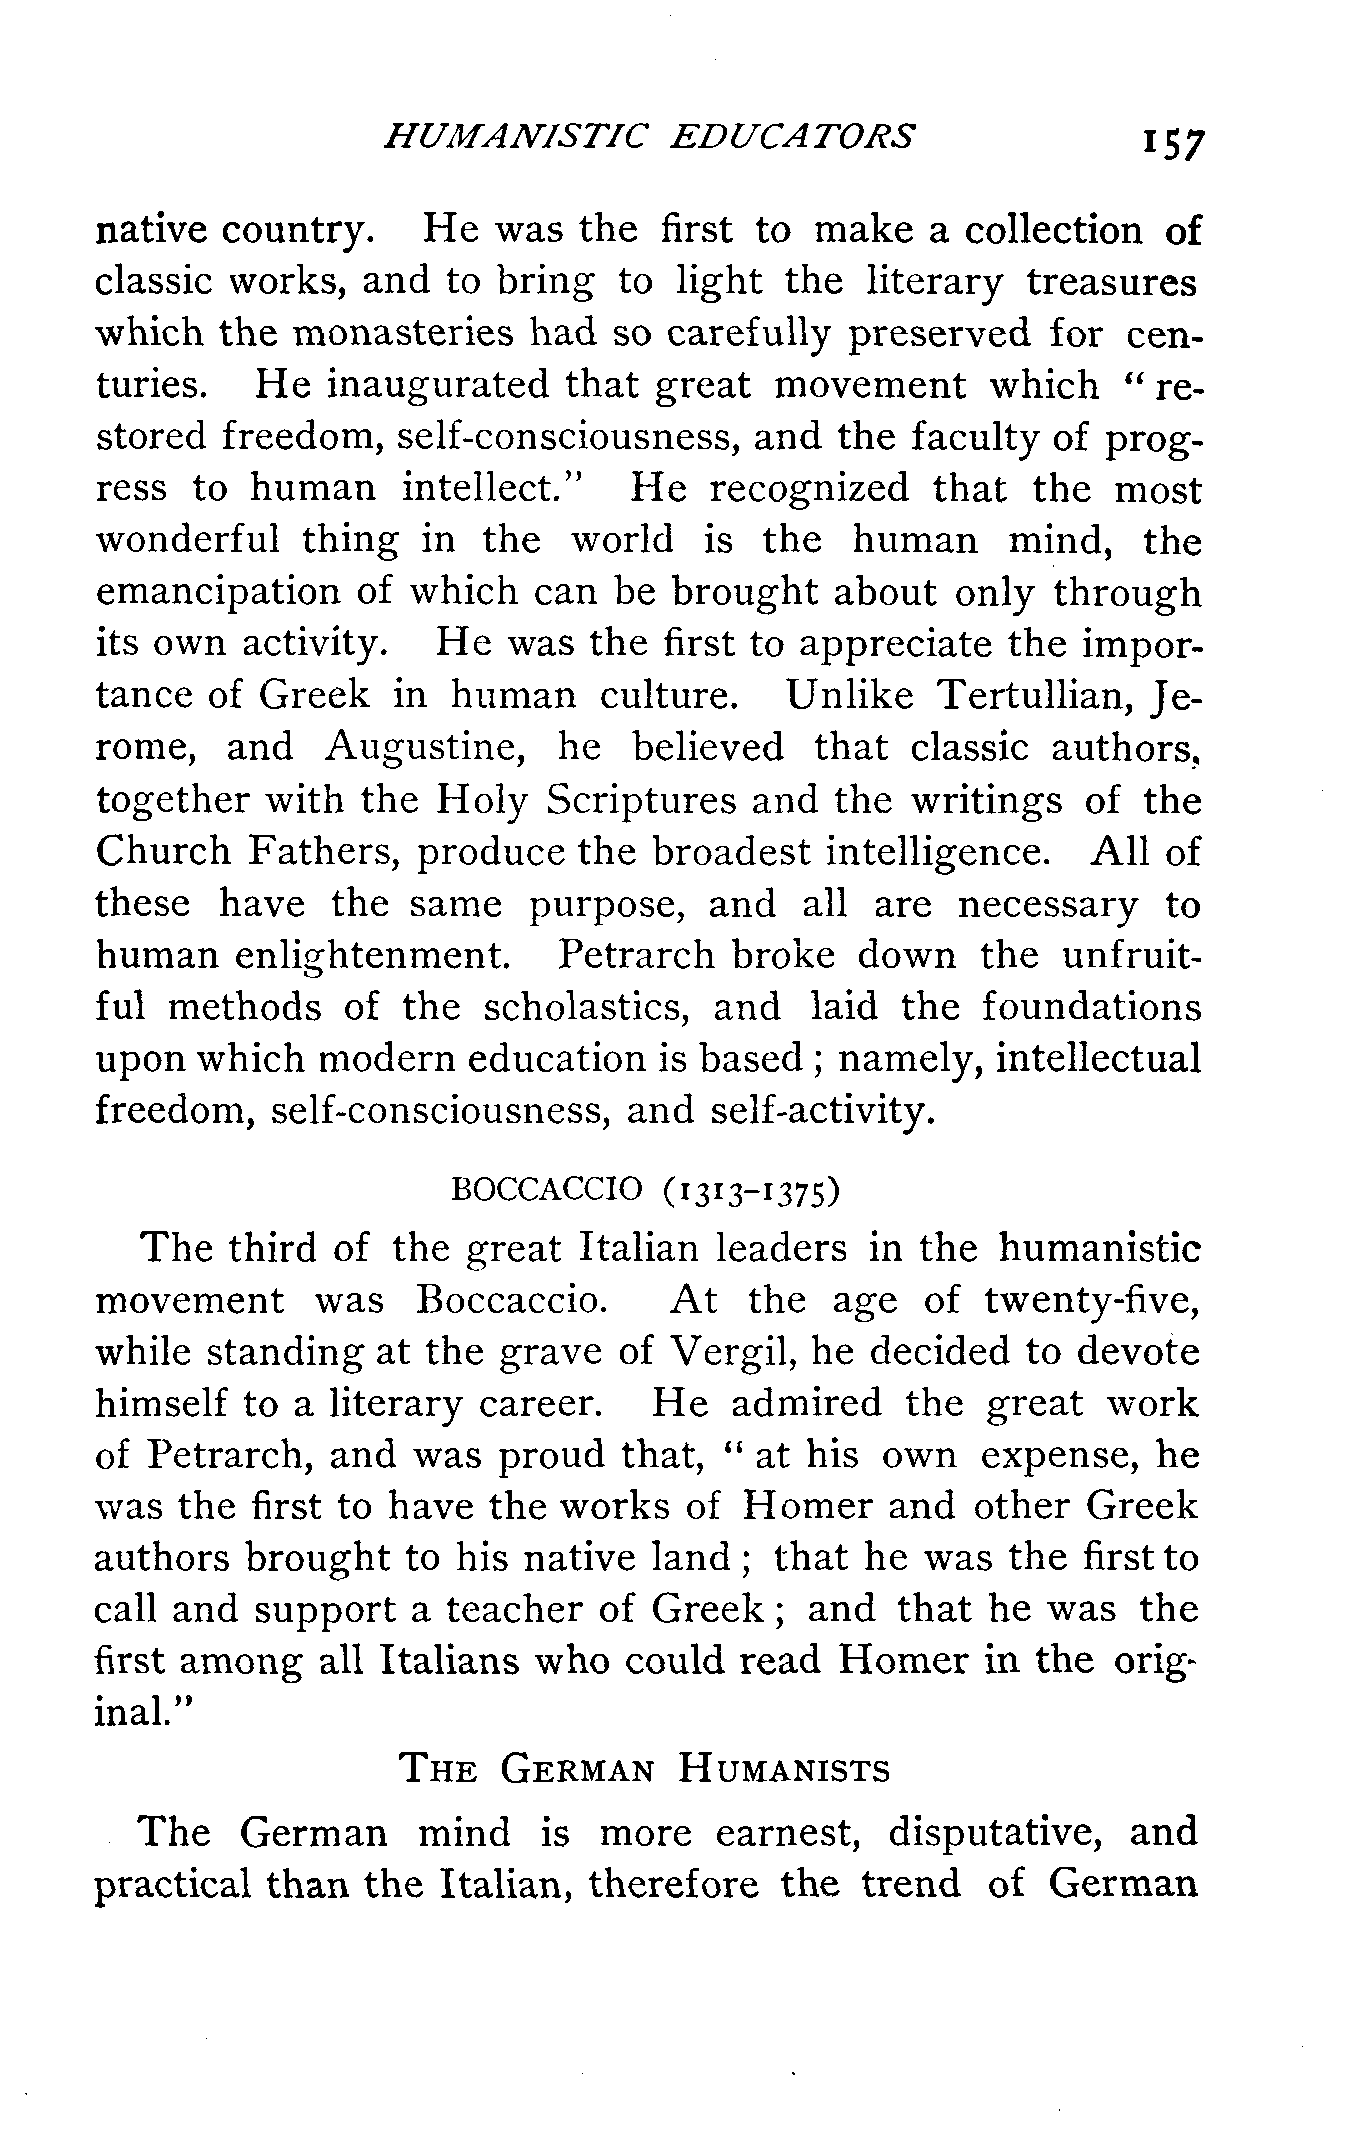 HUMANISTIC EDUCATORS 157
native country. He was the first to make a collection of
classic works, and to bring to light the literary treasures
which the monasteries had so carefully preserved for cen-
turies. He inaugurated that great movement which “ re-
stored freedom, self-consciousness, and the faculty of prog-
ress to human intellect.” He recognized that the most
wonderful thing in the world is the human mind, the
emancipation of which can be brought about only through
its own activity. He was the first to appreciate the impor-
tance of Greek in human culture. Unlike Tertullian, Je-
rome, and Augustine, he believed that classic authors,
together with the Holy Scriptures and the writings of the
Church Fathers, produce the broadest intelligence. All of
these have the same purpose, and all are necessary to
human enlightenment. Petrarch broke down the unfruit-
ful methods of the scholastics, and laid the foundations
upon which modern education is based ; namely, intellectual
freedom, self-consciousness, and self-activity.
BOCCACCIO (1313–1375)
The third of the great Italian leaders in the humanistic
movement was Boccaccio. At the age of twenty-five,
while standing at the grave of Vergil, he decided to devote
himself to a literary career. He admired the great work
of Petrarch, and was proud that, “ at his own expense, he
was the first to have the works of Homer and other Greek
authors brought to his native land ; that he was the first to
call and support a teacher of Greek ; and that he was the
first among all Italians who could read Homer in the orig-
inal.”
THE GERMAN HUMANISTS
The German mind is more earnest, disputative, and
practical than the Italian, therefore the trend of German